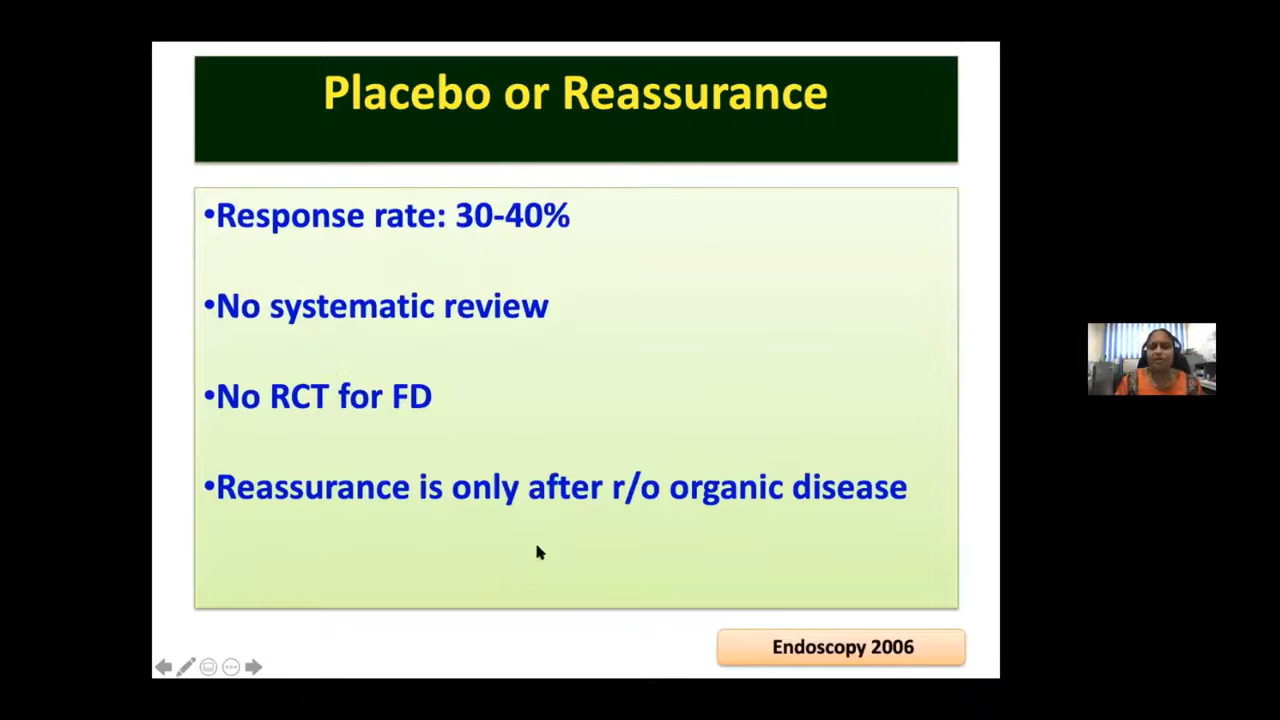 Placebo or Reassurance
•Response rate: 30-40%
•No systematic review
•No RCT for FD
•Reassurance is only after r/o organic disease
Endoscopy 2006